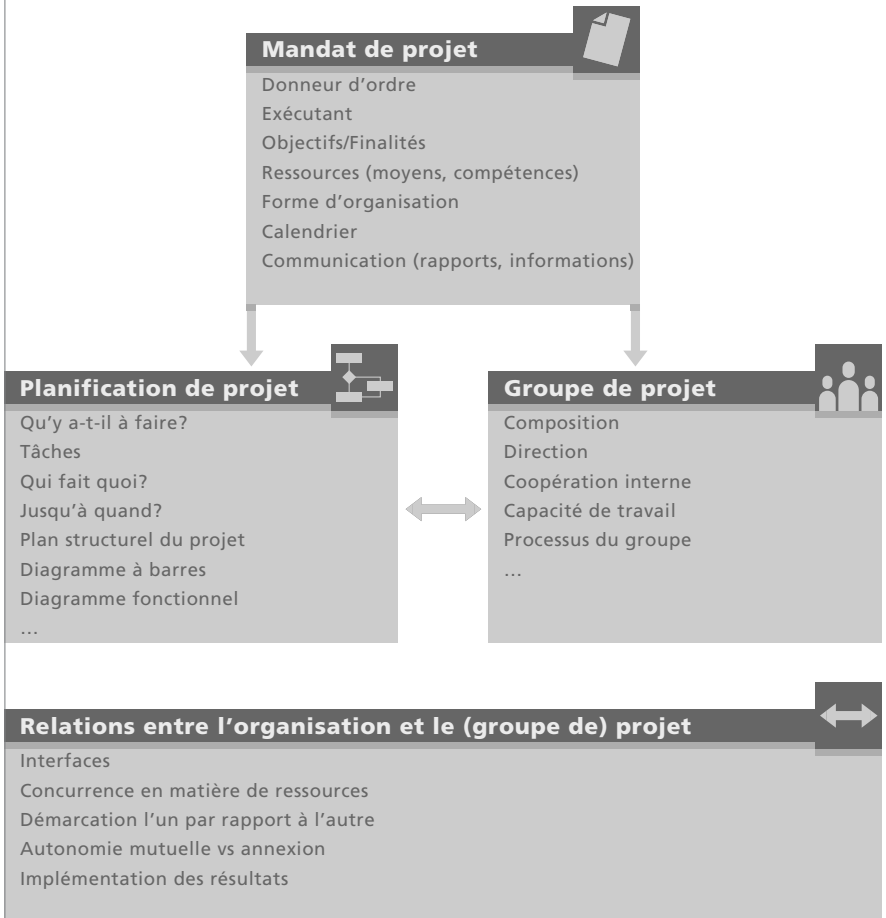 Mandat de projet
Donneur d’ordre
Exécutant
Objectifs/Finalités
Ressources (moyens, compétences)
Forme d’organisation
Calendrier
Communication (rapports, informations)
Planification de projet
Qu’y a-t-il à faire?
Tâches
Qui fait quoi?
Jusqu’à quand?
Plan structurel du projet
Diagramme à barres
Diagramme fonctionnel
…
Groupe de projet
Composition
Direction
Coopération interne
Capacité de travail
Processus du groupe
…
Relations entre l’organisation et le (groupe de) projet
Interfaces
Concurrence en matière de ressources
Démarcation l’un par rapport à l’autre
Autonomie mutuelle vs annexion
Implémentation des résultats